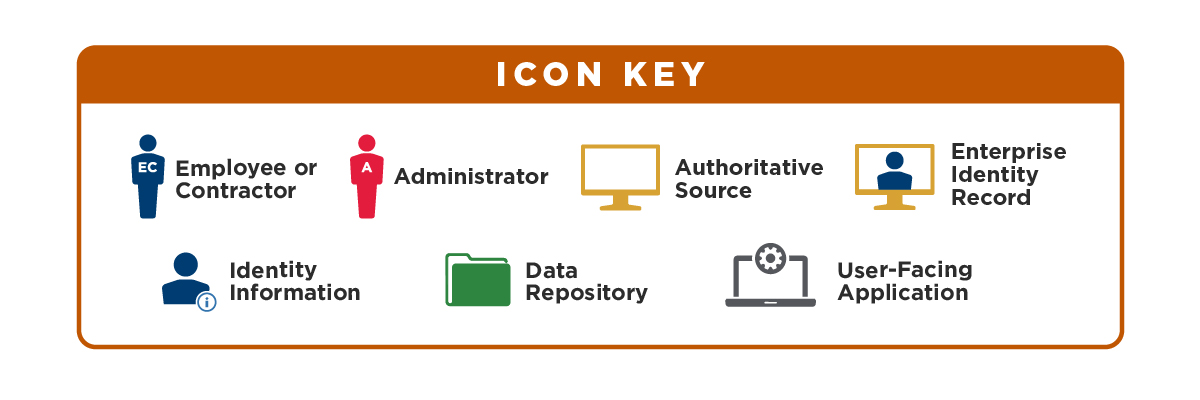 ICON KEY
EC
Employee or
Contractor
A
Administrator
Authoritative
Source
Enterprise
Identity
Record
Identity
Information
i
Data
Repository
User-Facing
Application